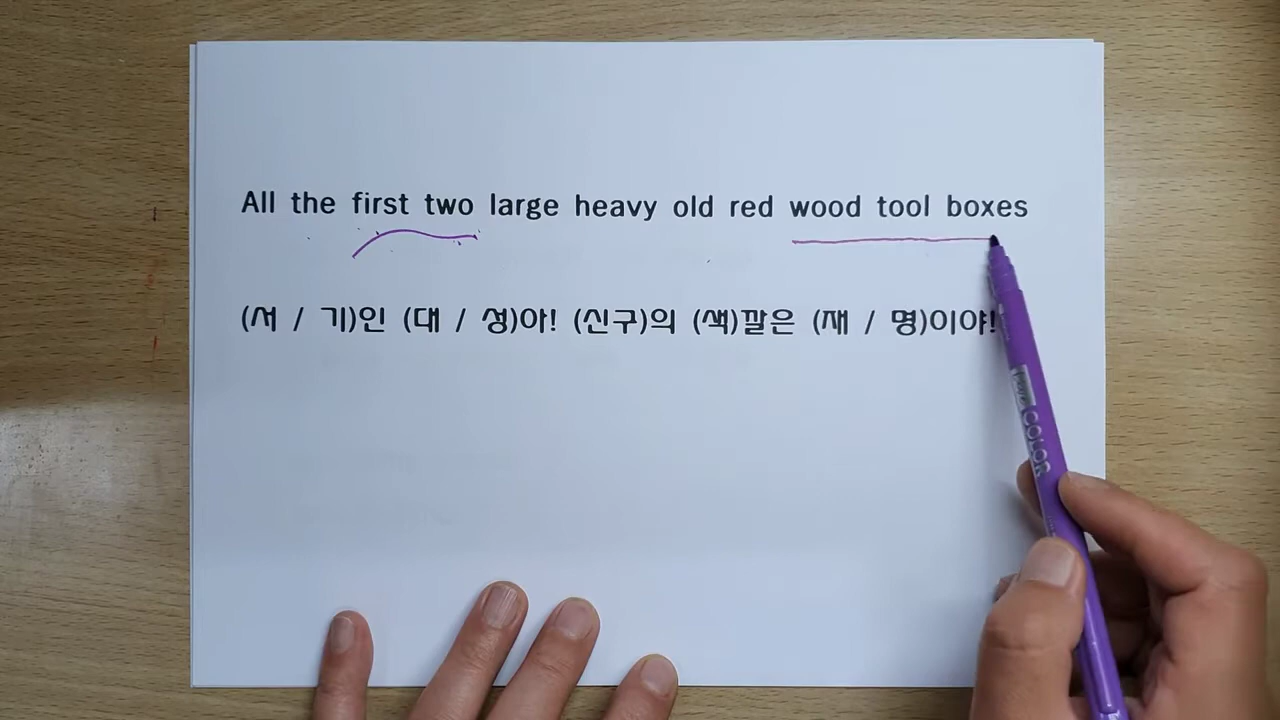 All the first two large heavy old red wood tool boxes
(서 / 기)인 (대 / 성)아! (신구)의 (색)깔은 (재 / 명)이야!
COLOR